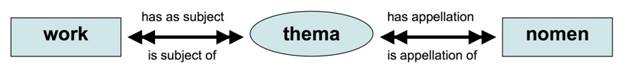 has as subject
has appellation
work
thema
nomen
is subject of
is appellation of